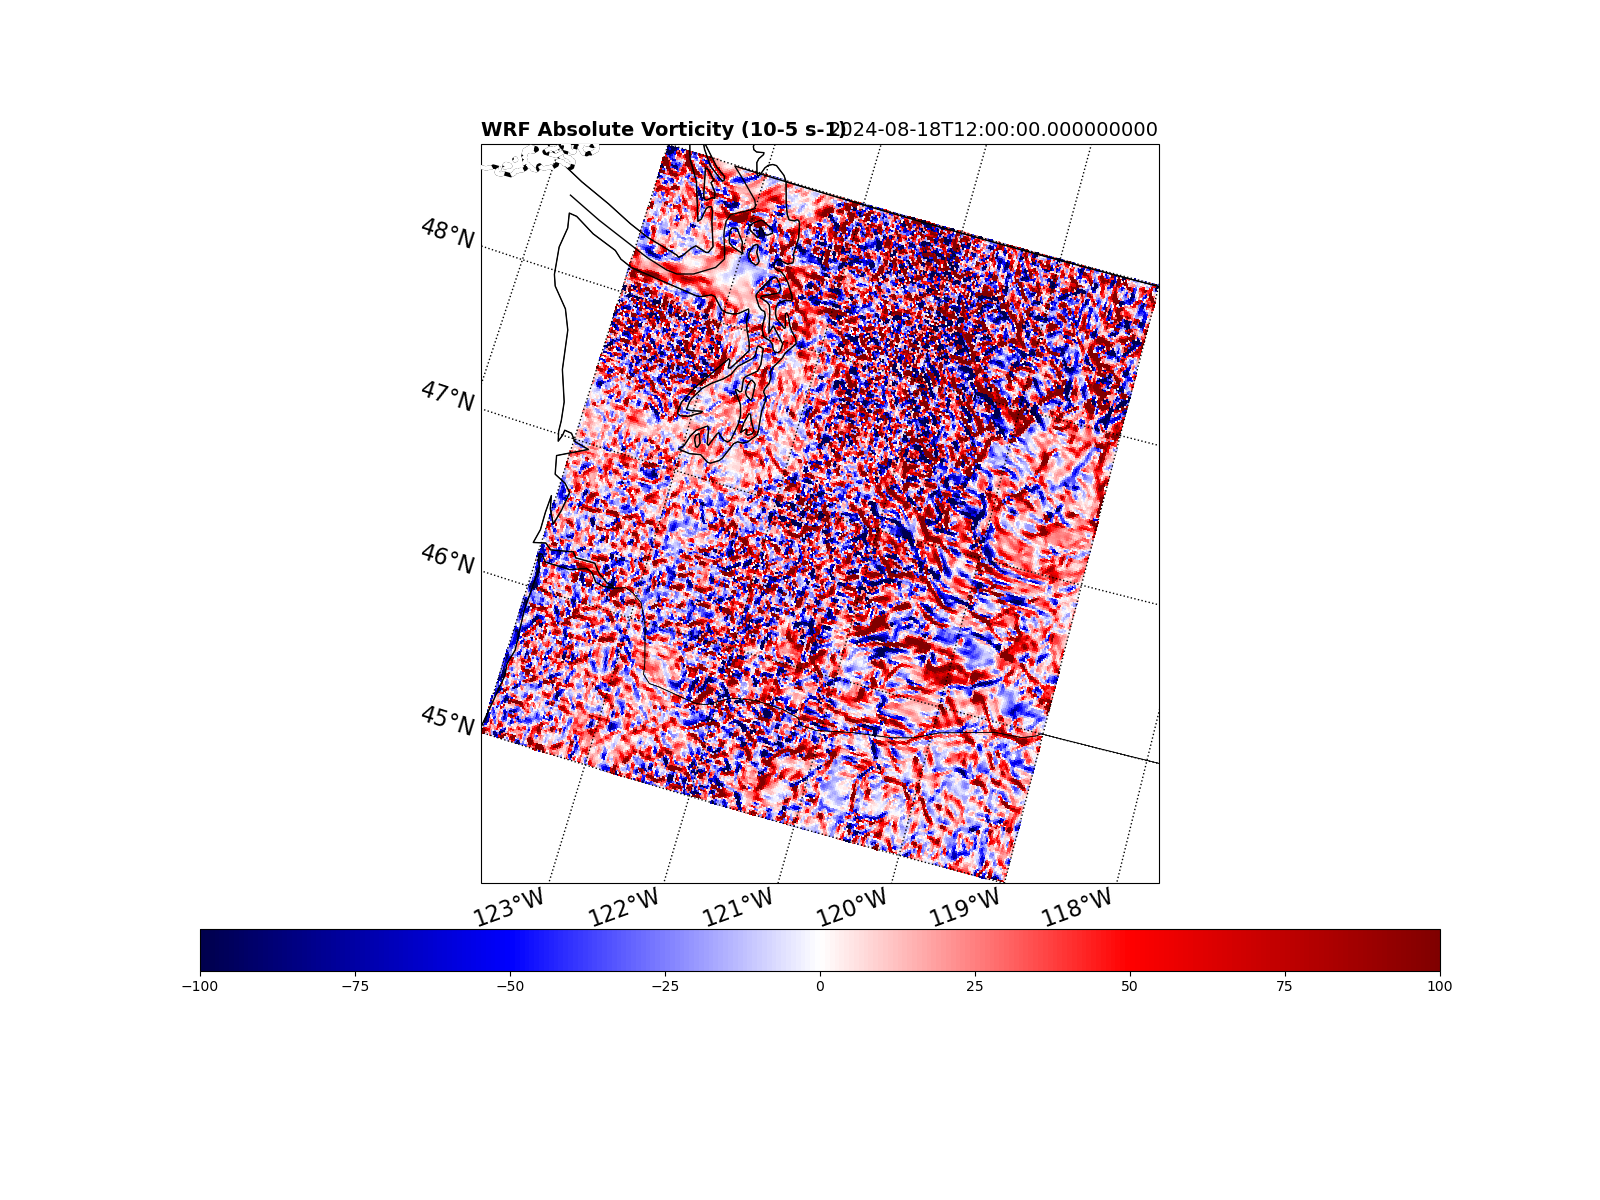 WRF Absolute Vorticity (10-5 s-1) 2024-08-18T12:00:00.000000000
48°N
47°N
46°N
45°N
123°W 122°W 121°W 120°W 119°W 118°W
−100 −75 −50 −25 0 25 50 75 100